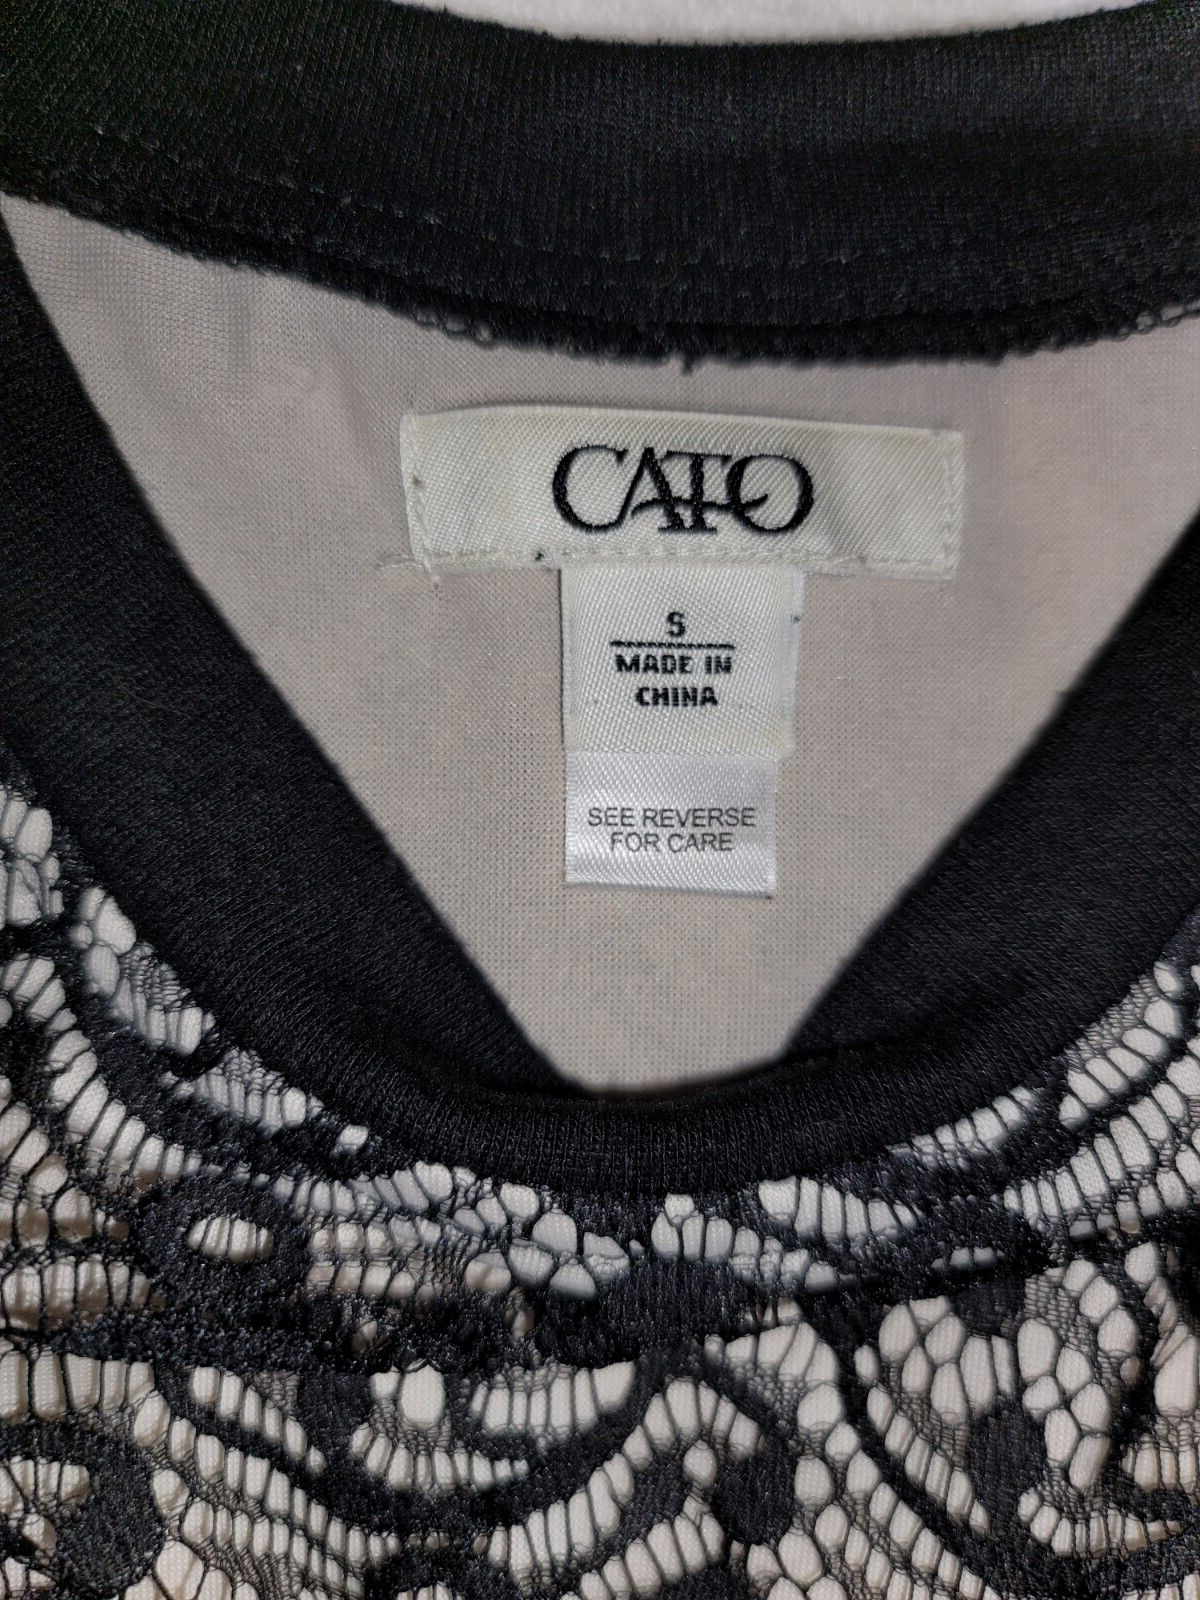 CATO
S
MADE IN
CHINA
SEE REVERSE
FOR CARE